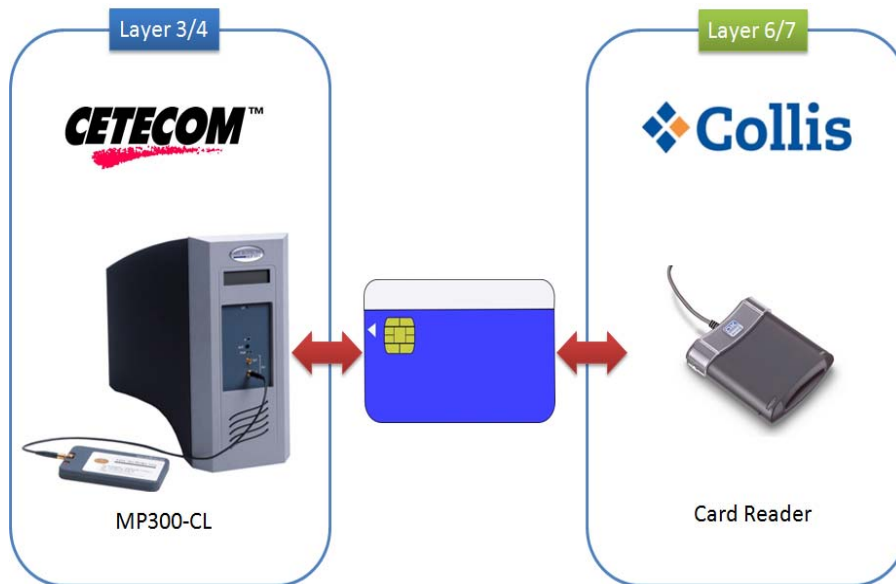 Layer 3/4
CETECOM™
MP300-CL
Layer 6/7
Collis
Card Reader